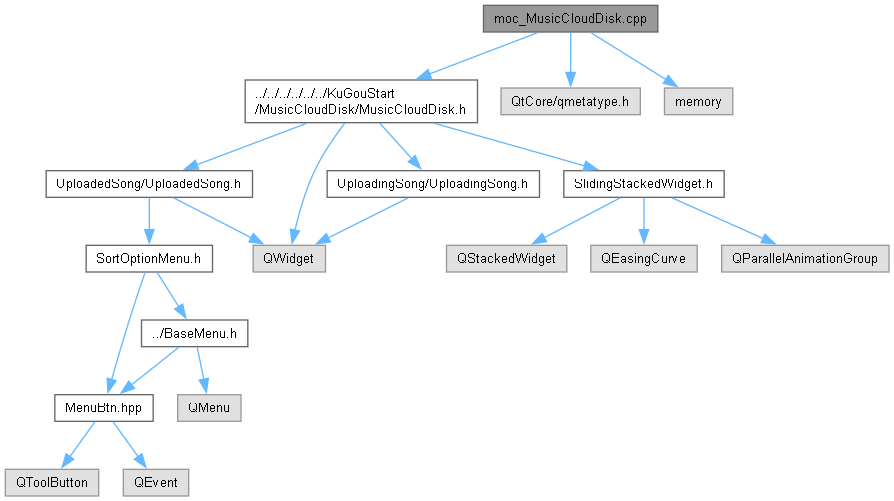 moc_MusicCloudDisk.cpp
../../../../../../KuGouStart
/MusicCloudDisk/MusicCloudDisk.h
QtCore/qmetatype.h
memory
UploadedSong/UploadedSong.h
UploadingSong/UploadingSong.h
SlidingStackedWidget.h
SortOptionMenu.h
QWidget
QStackedWidget
QEasingCurve
QParallelAnimationGroup
../BaseMenu.h
MenuBtn.hpp
QMenu
QToolButton
QEvent